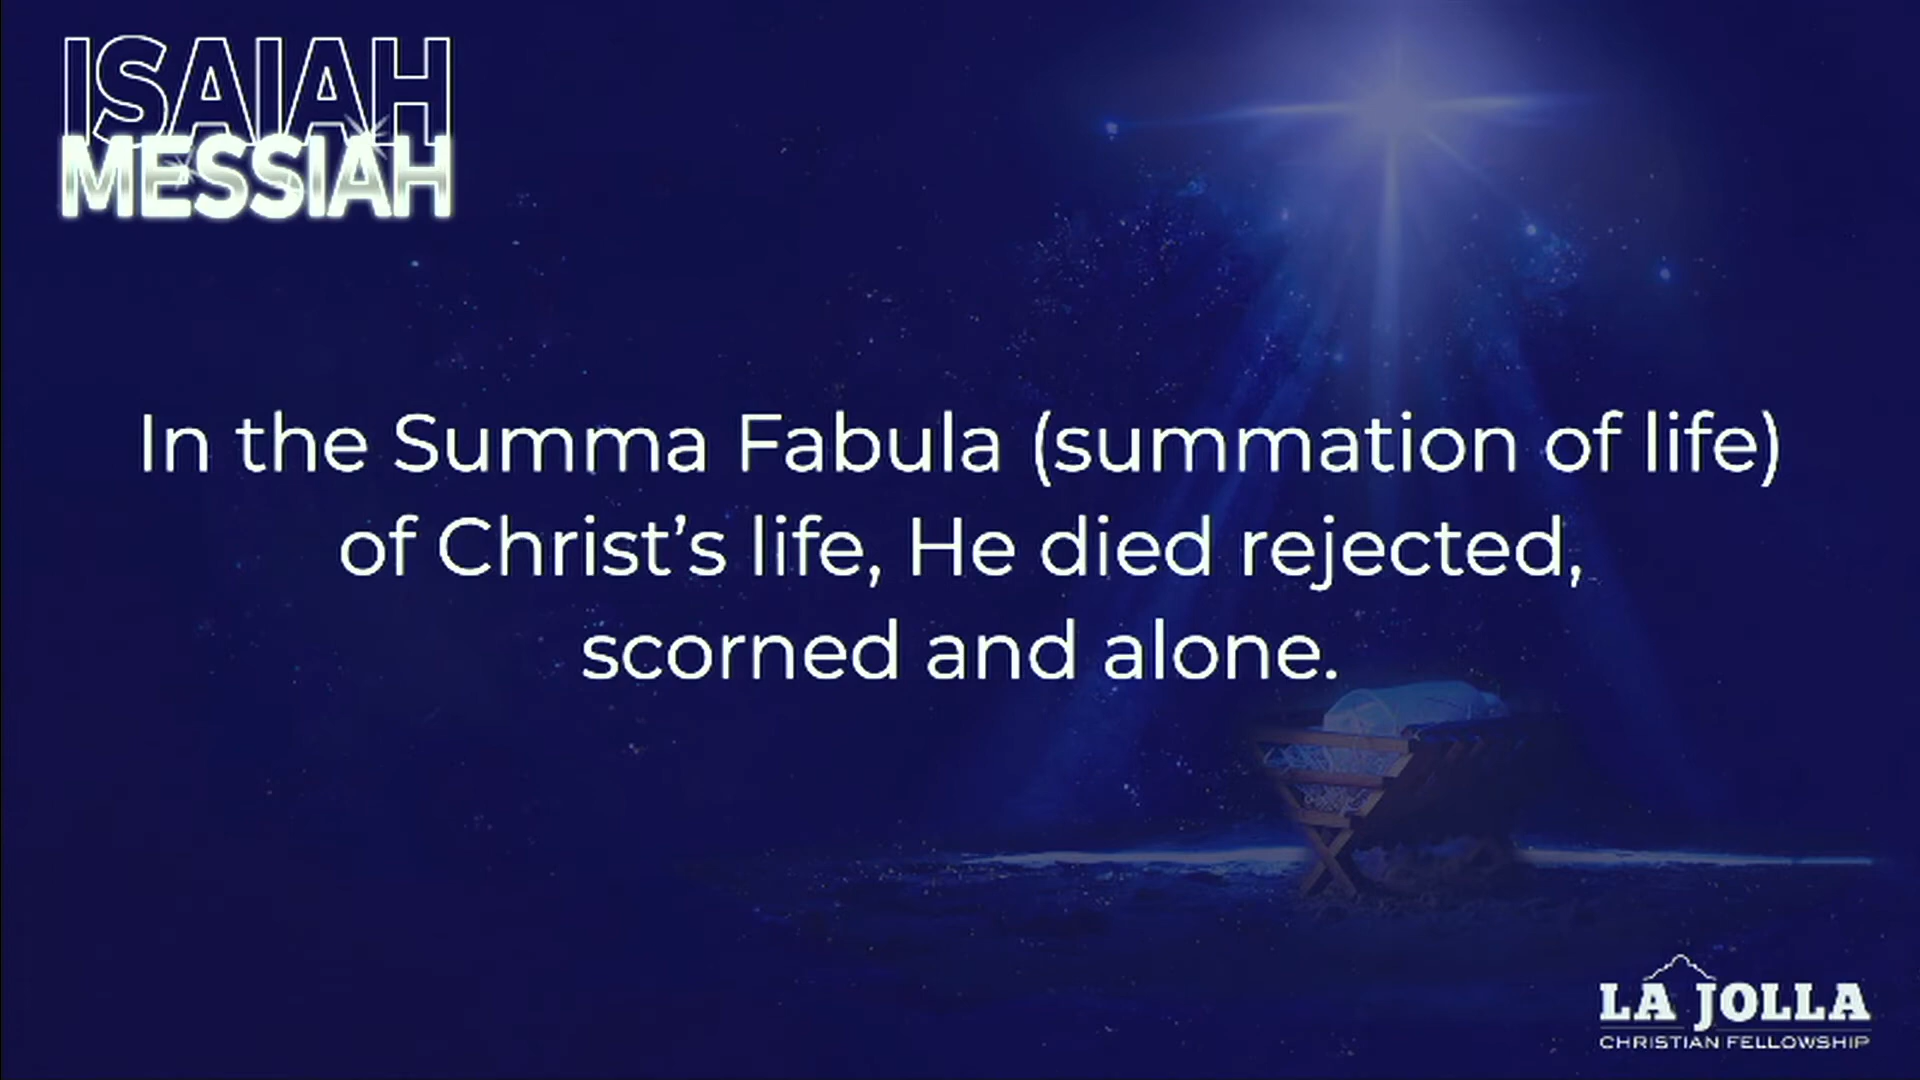 ISAIAH
MESSIAH
In the Summa Fabula (summation of life)
of Christ’s life, He died rejected,
scorned and alone.
LA JOLLA
CHRISTIAN FELLOWSHIP